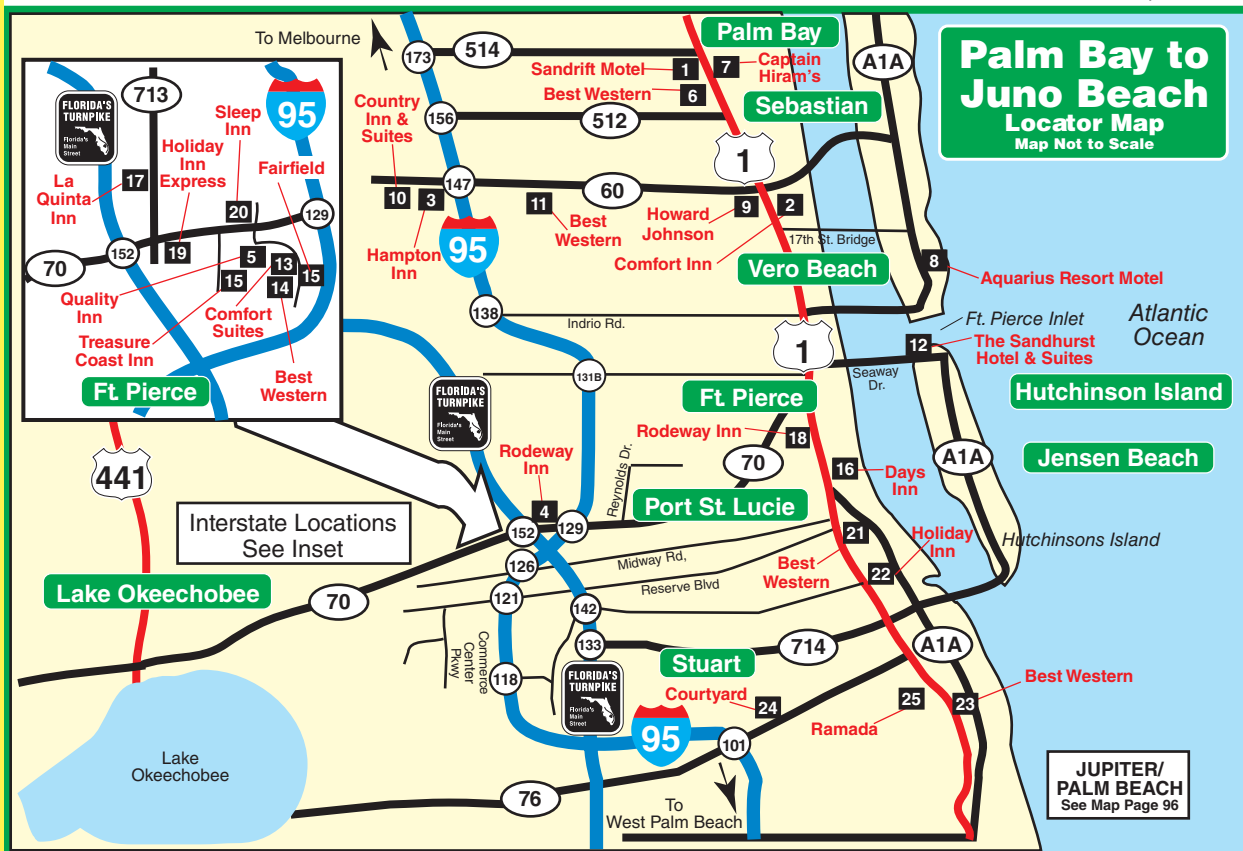 To Melbourne
173
514
Palm Bay
Sandrift Motel
1
7
Captain
Hiram's
Best Western
6
Sebastian
A1A
Palm Bay to
Juno Beach
Locator Map
Map Not to Scale
Country
Inn &
Suites
156
512
1
10
3
147
60
11
Best
Western
Howard
Johnson
9
2
Hampton
Inn
95
Comfort Inn
17th St. Bridge
Vero Beach
8
Aquarius Resort Motel
138
Indrio Rd.
1
Ft. Pierce Inlet
Atlantic
Ocean
12
The Sandhurst
Hotel & Suites
Seaway
Dr.
Hutchinson Island
131B
Ft. Pierce
Rodeway Inn
18
70
A1A
Jensen Beach
16
Days
Inn
713
FLORIDA'S
TURNPIKE
Florida's
Main
Street
Sleep
Inn
95
Holiday
Inn
Express
Fairfield
La
Quinta
Inn
17
20
129
152
19
70
5
13
15
15
14
Quality
Inn
Comfort
Suites
Treasure
Coast Inn
Best
Western
Ft. Pierce
441
FLORIDA'S
TURNPIKE
Florida's
Main
Street
Interstate Locations
See Inset
Rodeway
Inn
4
152
129
Reynolds Dr.
Port St. Lucie
21
Best
Western
Holiday
Inn
22
Hutchinsons Island
126
Midway Rd,
Reserve Blvd
121
142
Lake Okeechobee
70
Commerce
Center
Pkwy
133
714
A1A
118
FLORIDA'S
TURNPIKE
Florida's
Main
Street
Stuart
Courtyard
24
Ramada
25
23
Best Western
95
101
Lake
Okeechobee
76
To
West Palm Beach
JUPITER/
PALM BEACH
See Map Page 96